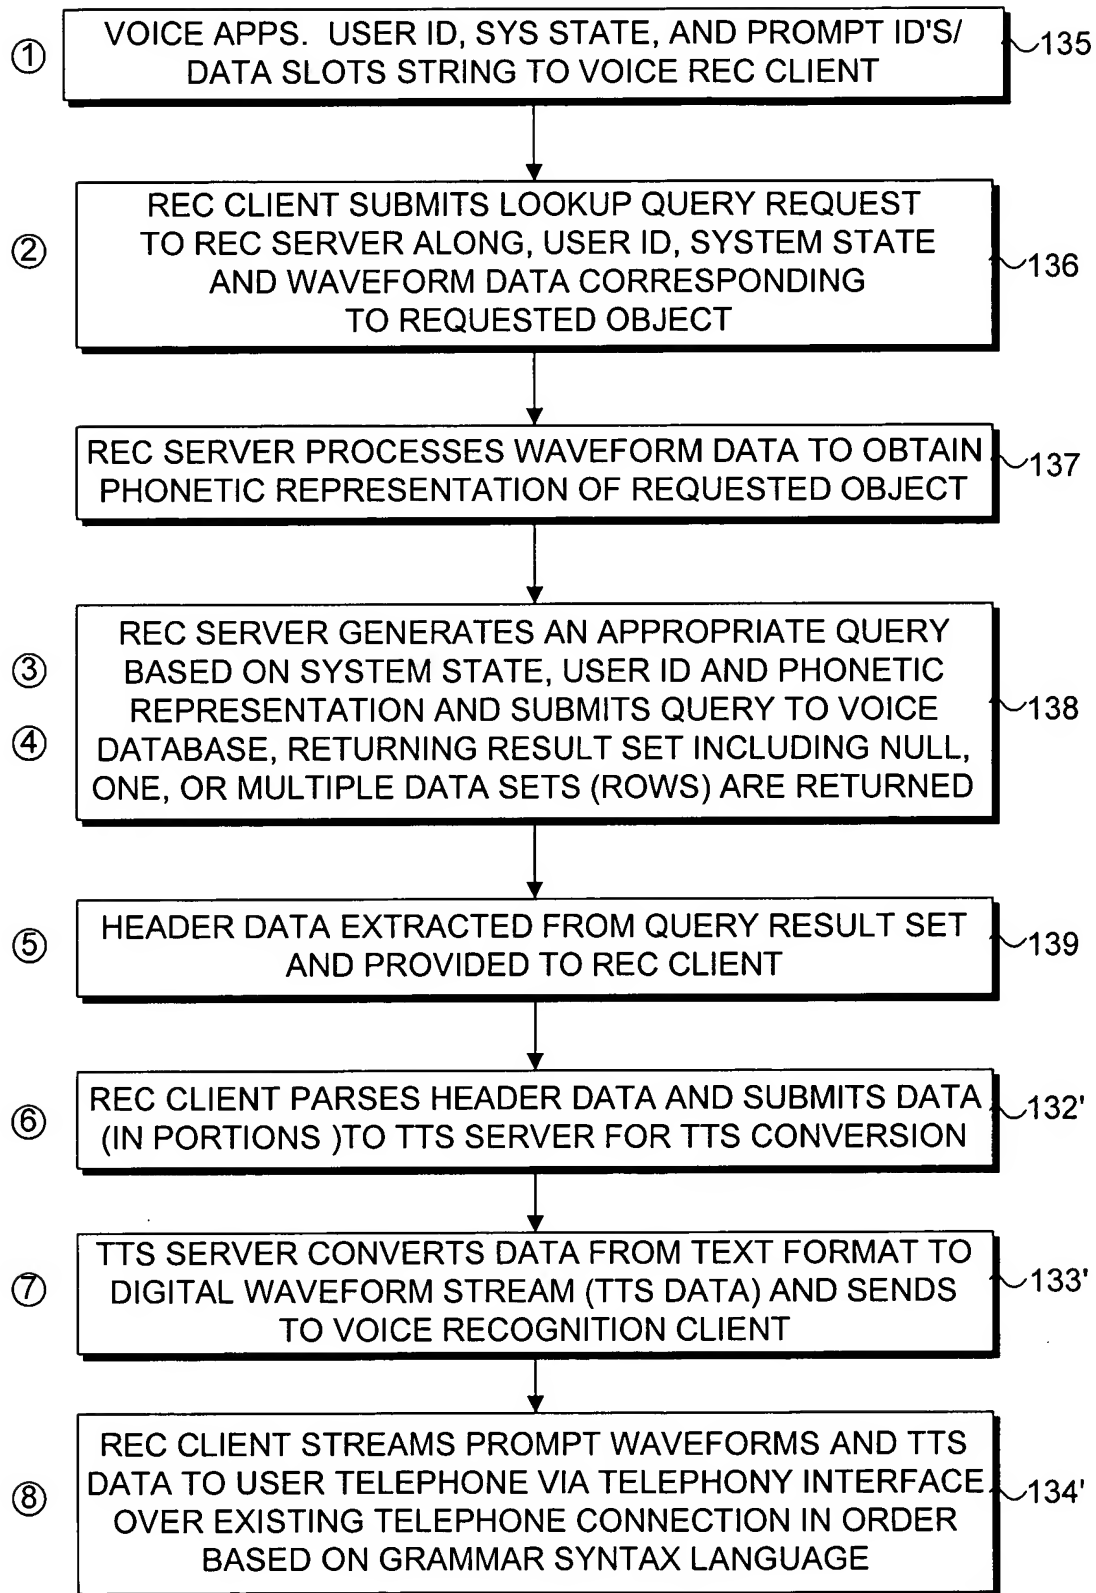 ① VOICE APPS. USER ID, SYS STATE, AND PROMPT ID'S/ 135
DATA SLOTS STRING TO VOICE REC CLIENT
REC CLIENT SUBMITS LOOKUP QUERY REQUEST
② TO REC SERVER ALONG, USER ID, SYSTEM STATE 136
AND WAVEFORM DATA CORRESPONDING
TO REQUESTED OBJECT
REC SERVER PROCESSES WAVEFORM DATA TO OBTAIN 137
PHONETIC REPRESENTATION OF REQUESTED OBJECT
REC SERVER GENERATES AN APPROPRIATE QUERY
③ BASED ON SYSTEM STATE, USER ID AND PHONETIC
REPRESENTATION AND SUBMITS QUERY TO VOICE 138
④ DATABASE, RETURNING RESULT SET INCLUDING NULL,
ONE, OR MULTIPLE DATA SETS (ROWS) ARE RETURNED
⑤ HEADER DATA EXTRACTED FROM QUERY RESULT SET 139
AND PROVIDED TO REC CLIENT
⑥ REC CLIENT PARSES HEADER DATA AND SUBMITS DATA 132'
(IN PORTIONS )TO TTS SERVER FOR TTS CONVERSION
TTS SERVER CONVERTS DATA FROM TEXT FORMAT TO 133'
⑦ DIGITAL WAVEFORM STREAM (TTS DATA) AND SENDS
TO VOICE RECOGNITION CLIENT
REC CLIENT STREAMS PROMPT WAVEFORMS AND TTS
⑧ DATA TO USER TELEPHONE VIA TELEPHONY INTERFACE 134'
OVER EXISTING TELEPHONE CONNECTION IN ORDER
BASED ON GRAMMAR SYNTAX LANGUAGE